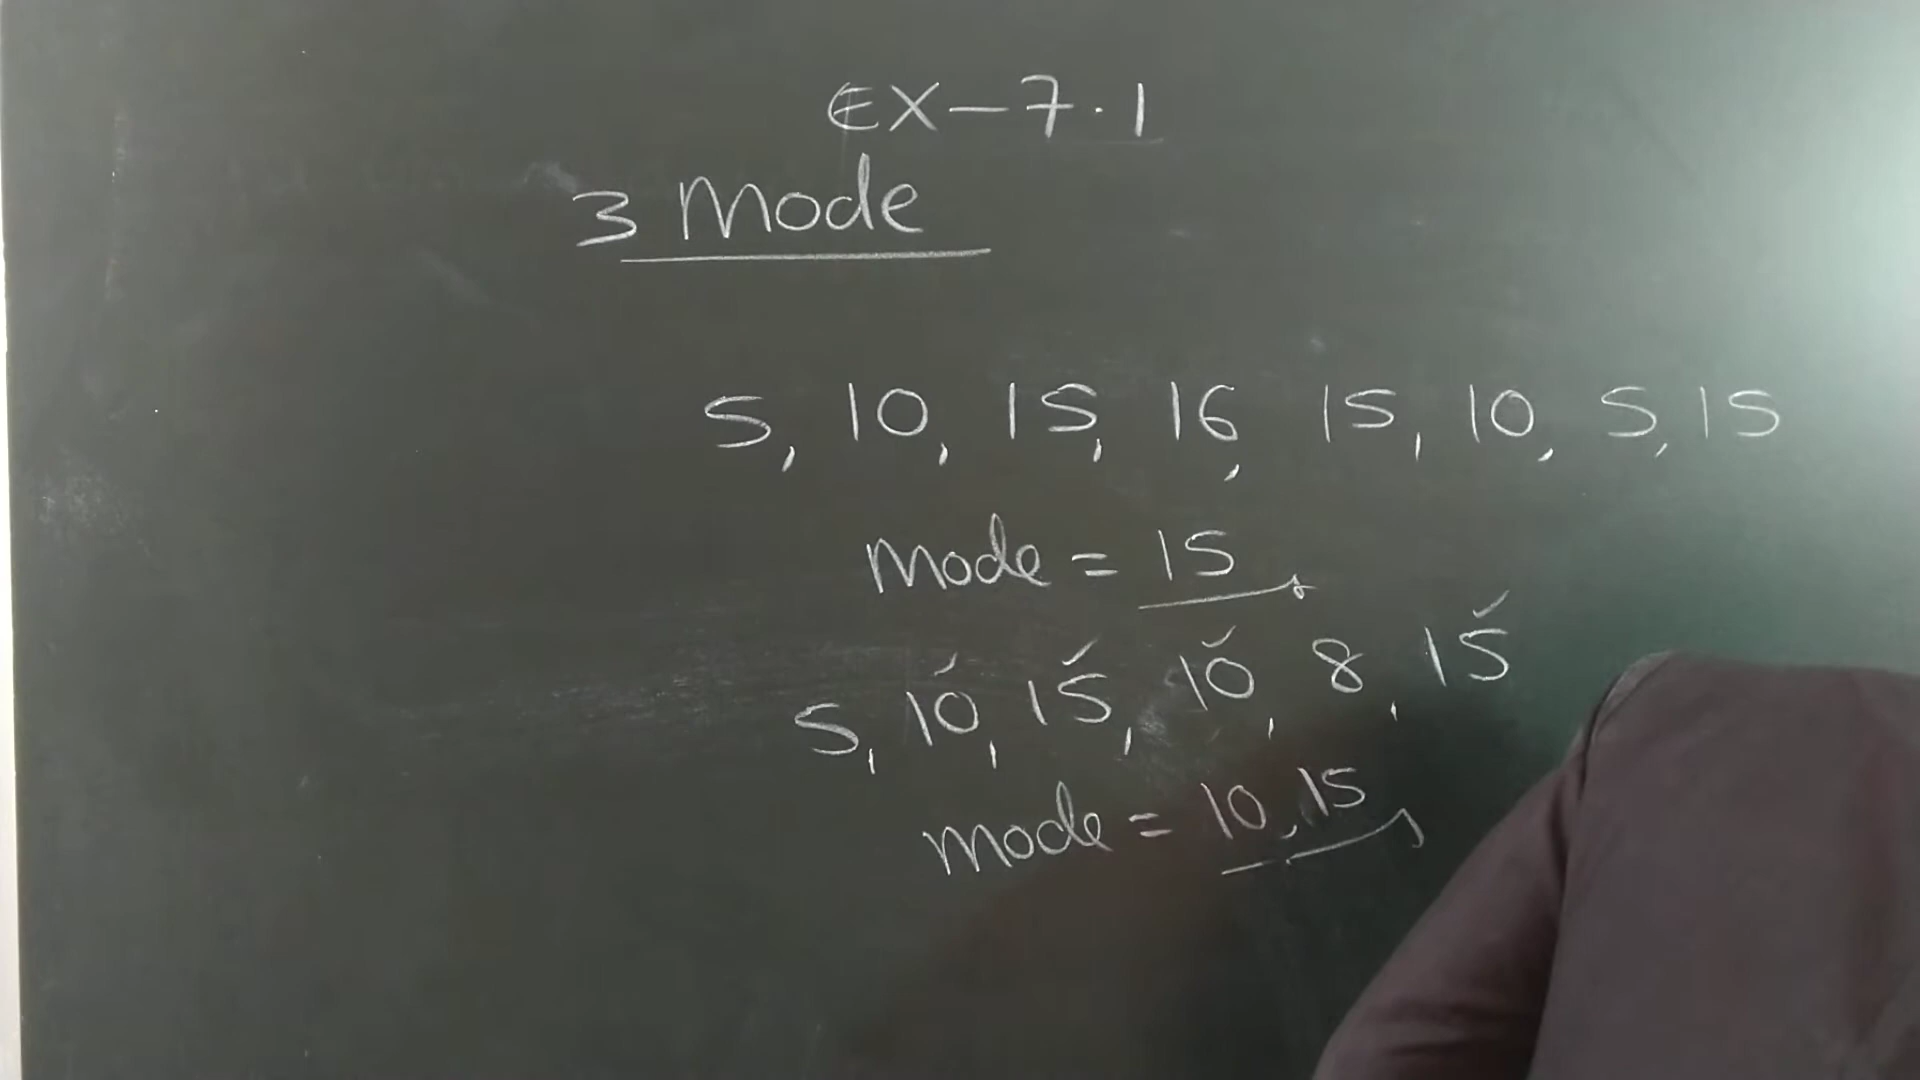 EX-7.1
3 Mode
5, 10, 15, 16, 15, 10, 5, 15
Mode = 15
5, 10, 15, 10, 8, 15
Mode = 10, 15